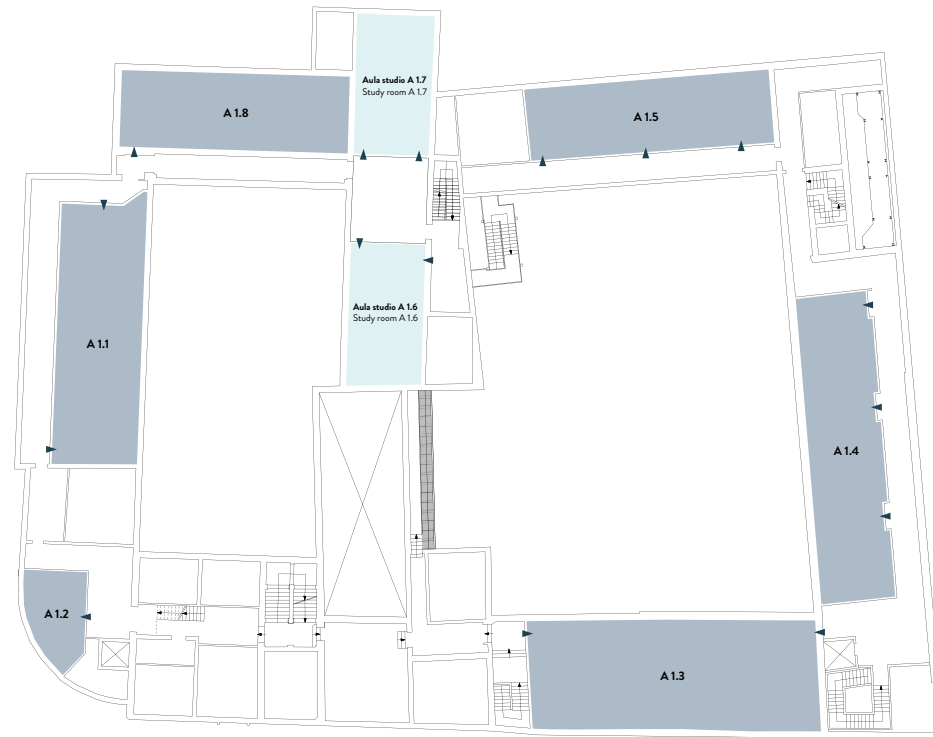 Aula studio A 1.7
Study room A 1.7
A 1.8
A 1.5
Aula studio A 1.6
Study room A 1.6
A 1.1
A 1.4
A 1.2
A 1.3